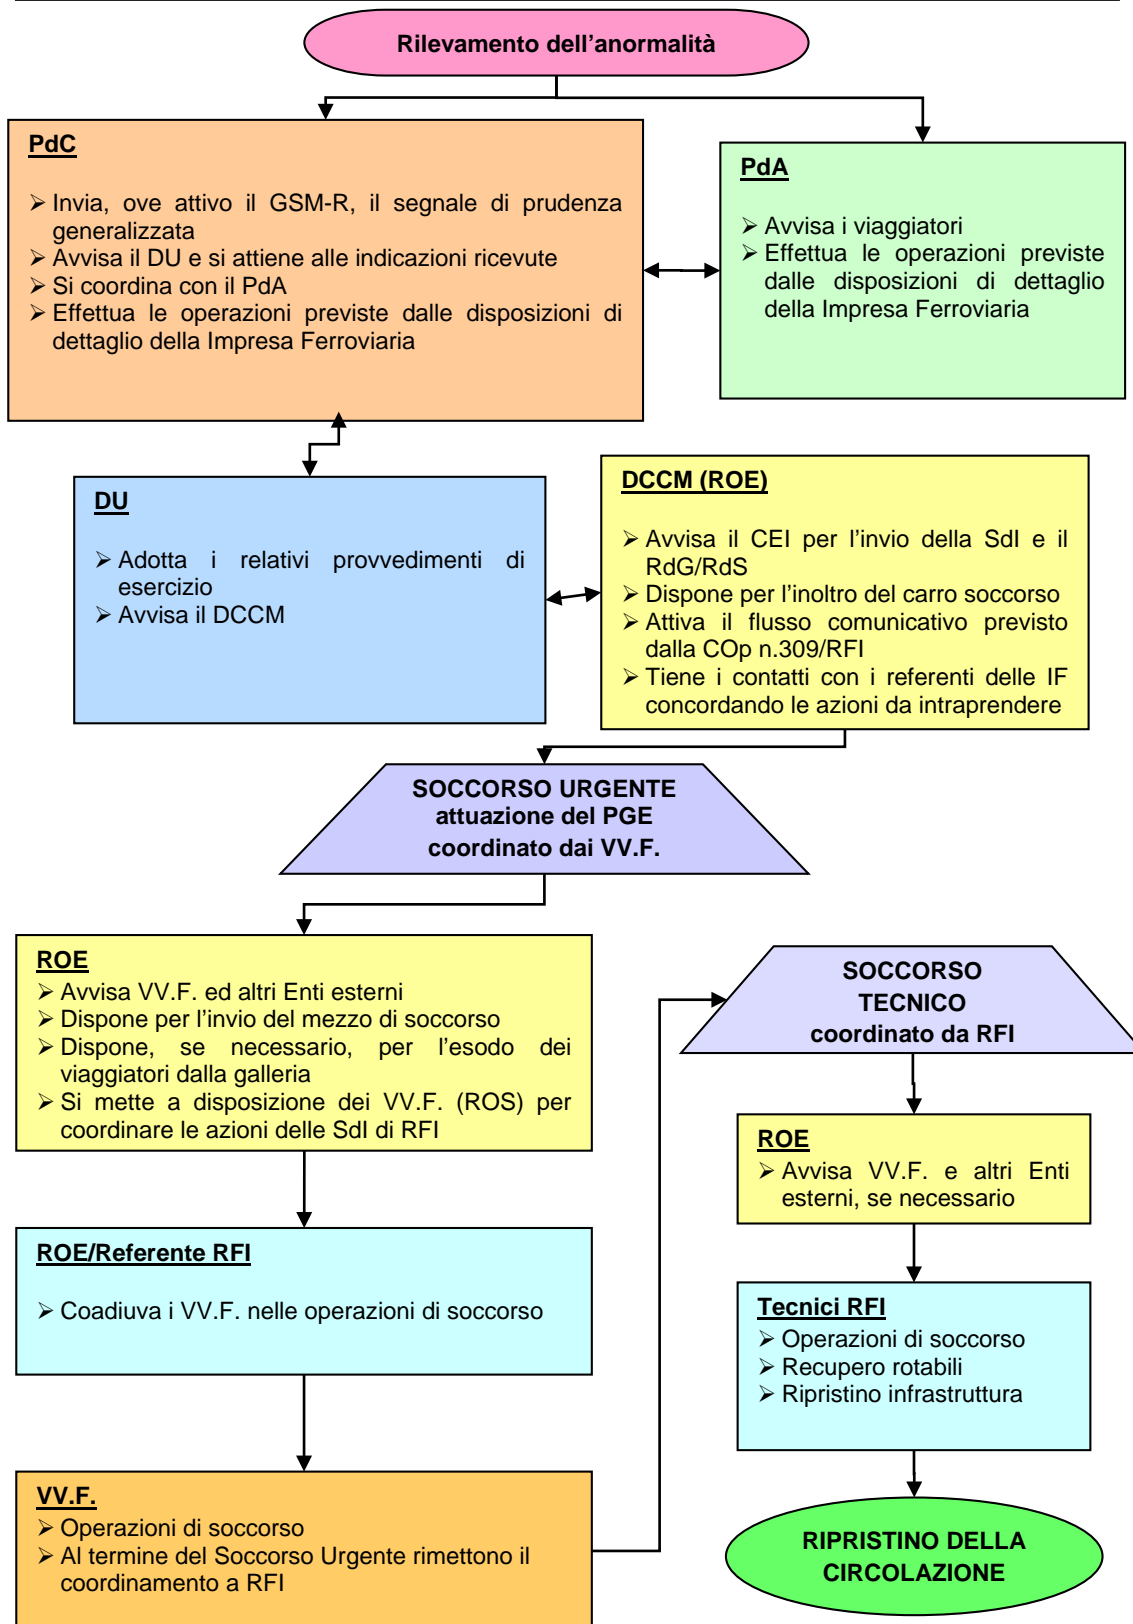 Rilevamento dell'anormalità
PdC
➢ Invia, ove attivo il GSM-R, il segnale di prudenza
generalizzata
➢ Avvisa il DU e si attiene alle indicazioni ricevute
➢ Si coordina con il PdA
➢ Effettua le operazioni previste dalle disposizioni di
dettaglio della Impresa Ferroviaria
PdA
➢ Avvisa i viaggiatori
➢ Effettua le operazioni previste
dalle disposizioni di dettaglio
della Impresa Ferroviaria
DU
➢ Adotta i relativi provvedimenti di
esercizio
➢ Avvisa il DCCM
DCCM (ROE)
➢ Avvisa il CEI per l'invio della SdI e il
RdG/RdS
➢ Dispone per l'inoltro del carro soccorso
➢ Attiva il flusso comunicativo previsto
dalla COp n.309/RFI
➢ Tiene i contatti con i referenti delle IF
concordando le azioni da intraprendere
SOCCORSO URGENTE
attuazione del PGE
coordinato dai VV.F.
ROE
➢ Avvisa VV.F. ed altri Enti esterni
➢ Dispone per l'invio del mezzo di soccorso
➢ Dispone, se necessario, per l'esodo dei
viaggiatori dalla galleria
➢ Si mette a disposizione dei VV.F. (ROS) per
coordinare le azioni delle SdI di RFI
ROE/Referente RFI
➢ Coadiuva i VV.F. nelle operazioni di soccorso
VV.F.
➢ Operazioni di soccorso
➢ Al termine del Soccorso Urgente rimettono il
coordinamento a RFI
SOCCORSO
TECNICO
coordinato da RFI
ROE
➢ Avvisa VV.F. e altri Enti
esterni, se necessario
Tecnici RFI
➢ Operazioni di soccorso
➢ Recupero rotabili
➢ Ripristino infrastruttura
RIPRISTINO DELLA
CIRCOLAZIONE